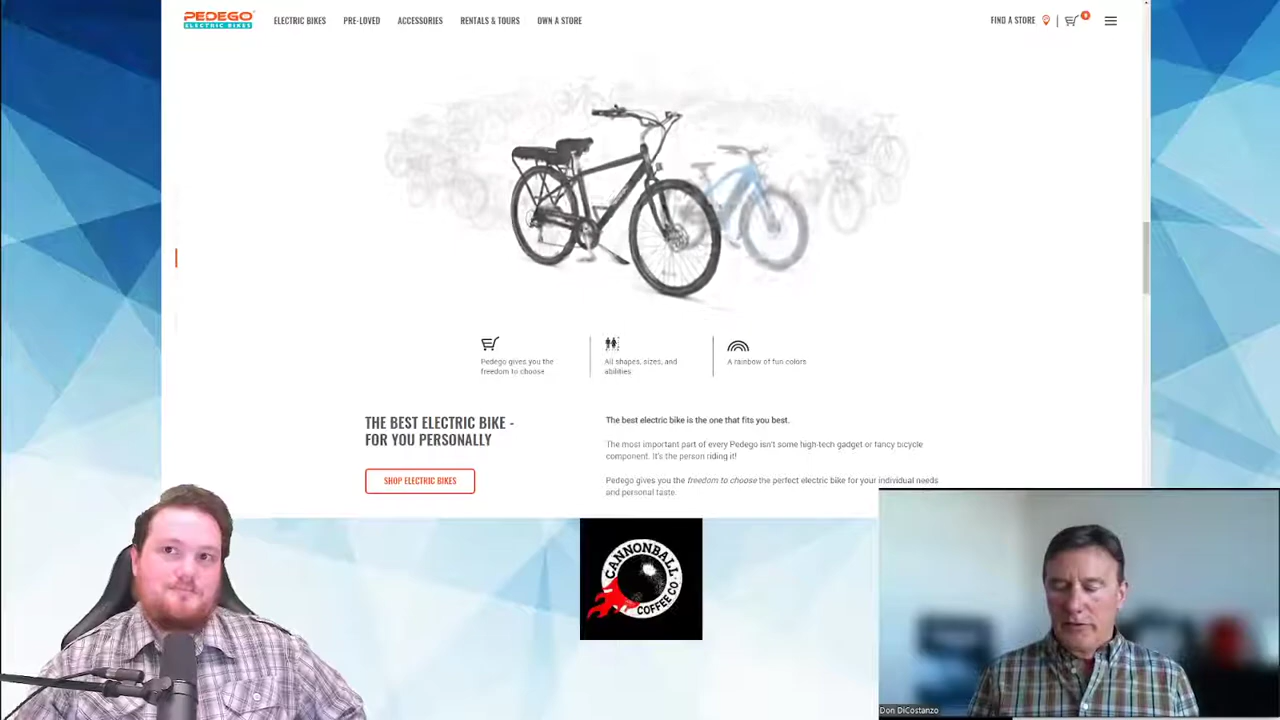 PEDEGO
ELECTRIC BIKES
ELECTRIC BIKES
PRE-LOVED
ACCESSORIES
RENTALS & TOURS
OWN A STORE
FIND A STORE
0
Pedego gives you the
freedom to choose
All shapes, sizes, and
abilities
A rainbow of fun colors
THE BEST ELECTRIC BIKE -
FOR YOU PERSONALLY
SHOP ELECTRIC BIKES
The best electric bike is the one that fits you best.
The most important part of every Pedego isn't some high-tech gadget or fancy bicycle
component. It's the person riding it!
Pedego gives you the freedom to choose the perfect electric bike for your individual needs
and personal taste.
CANNONBALL
COFFEE CO.
Don DiCostanzo